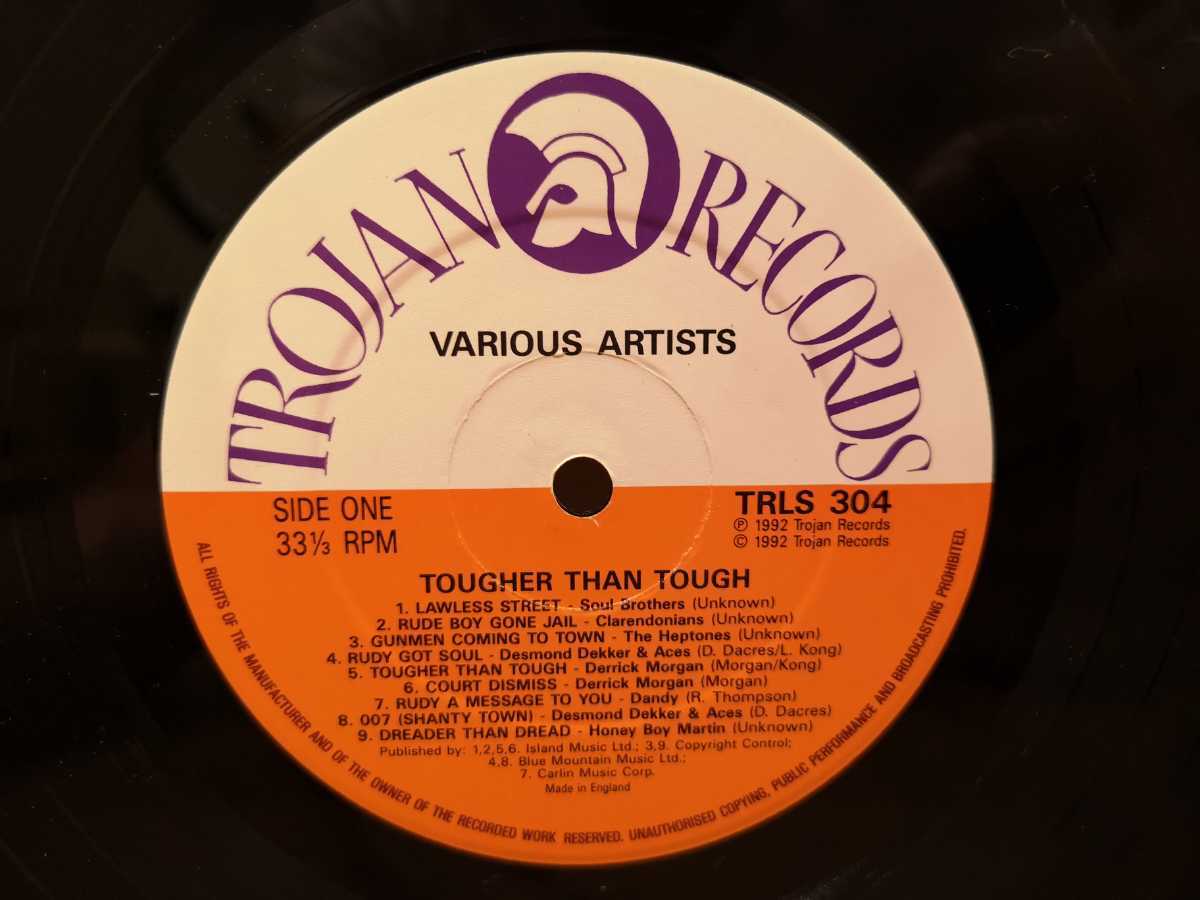 TROJAN RECORDS
VARIOUS ARTISTS
SIDE ONE
33⅓ RPM
TRLS 304
℗ 1992 Trojan Records
© 1992 Trojan Records
TOUGHER THAN TOUGH
1. LAWLESS STREET - Soul Brothers (Unknown)
2. RUDE BOY GONE JAIL - Clarendonians (Unknown)
3. GUNMEN COMING TO TOWN - The Heptones (Unknown)
4. RUDY GOT SOUL - Desmond Dekker & Aces (D. Dacres/L. Kong)
5. TOUGHER THAN TOUGH - Derrick Morgan (Morgan/Kong)
6. COURT DISMISS - Derrick Morgan (Morgan)
7. RUDY A MESSAGE TO YOU - Dandy (R. Thompson)
8. 007 (SHANTY TOWN) - Desmond Dekker & Aces (D. Dacres)
9. DREADER THAN DREAD - Honey Boy Martin (Unknown)
Published by: 1,2,5,6. Island Music Ltd.; 3,9. Copyright Control;
4,8. Blue Mountain Music Ltd.;
7. Carlin Music Corp.
Made in England
ALL RIGHTS OF THE MANUFACTURER AND OF THE OWNER OF THE RECORDED WORK RESERVED. UNAUTHORISED COPYING, PUBLIC PERFORMANCE AND BROADCASTING PROHIBITED.